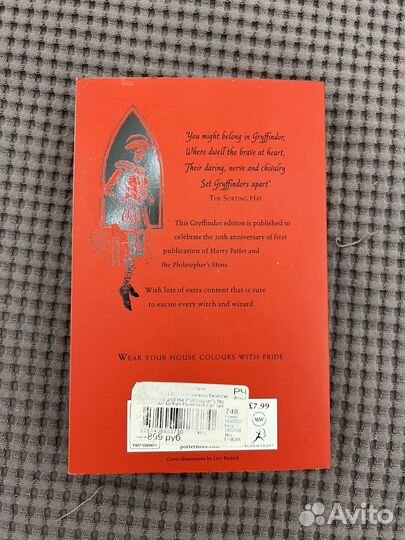 'You might belong in Gryffindor,
Where dwell the brave at heart,
Their daring, nerve and chivalry
Set Gryffindors apart'
THE SORTING HAT
This Gryffindor edition is published to
celebrate the 20th anniversary of first
publication of Harry Potter and
the Philosopher's Stone.
With lots of extra content that is sure
to excite every witch and wizard.
WEAR YOUR HOUSE COLOURS WITH PRIDE
РЧ
£7.99
748
899 руб.
BLOOMSBURY
Cover illustrations by Levi Pinfold
Avito